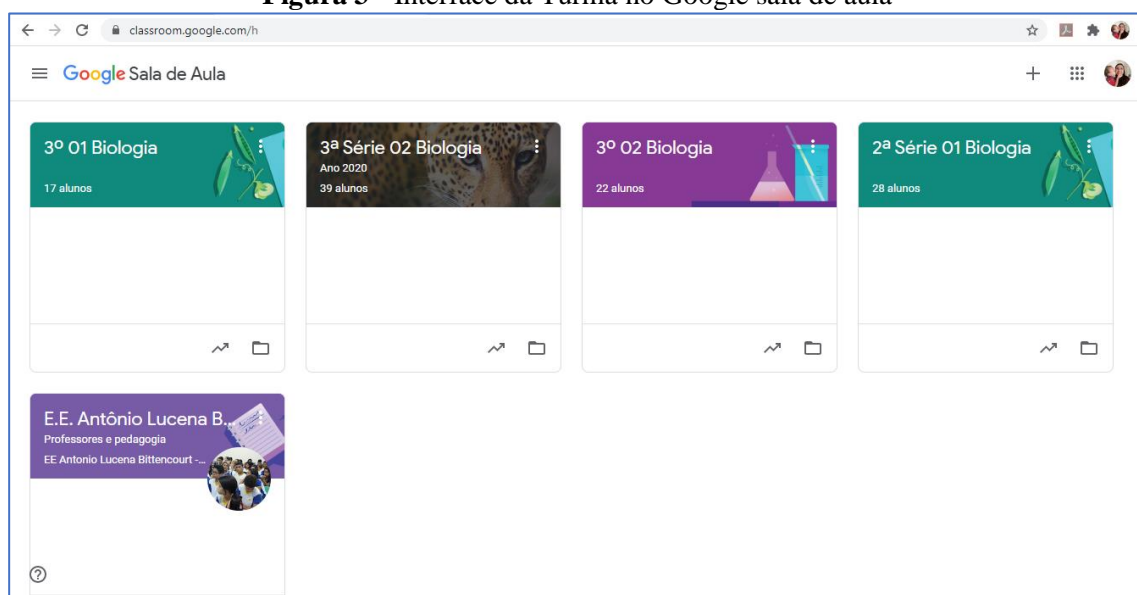 Figura 3 - Interface da Turma no Google sala de aula
classroom.google.com/h
Google Sala de Aula
3º 01 Biologia
17 alunos
3ª Série 02 Biologia
Ano 2020
39 alunos
3º 02 Biologia
22 alunos
2ª Série 01 Biologia
28 alunos
E.E. Antônio Lucena B...
Professores e pedagogia
EE Antonio Lucena Bittencourt -...